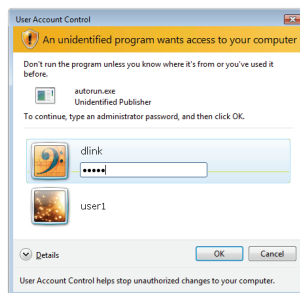 User Account Control
An unidentified program wants access to your computer
Don't run the program unless you know where it's from or you've used it
before.
autorun.exe
Unidentified Publisher
To continue, type an administrator password, and then click OK.
dlink
•••••
user1
Details
OK Cancel
User Account Control helps stop unauthorized changes to your computer.